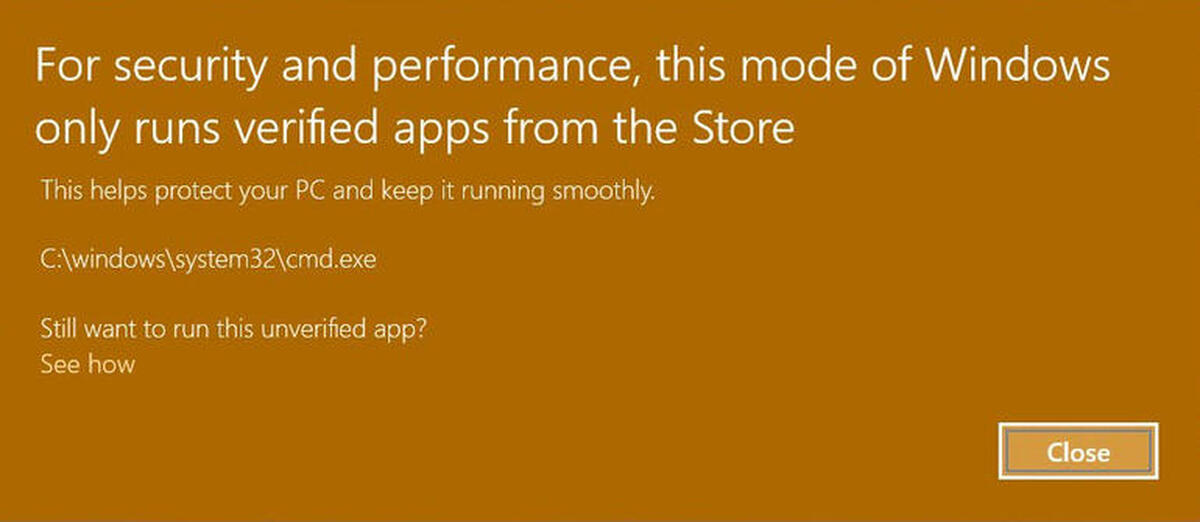 For security and performance, this mode of Windows
only runs verified apps from the Store
This helps protect your PC and keep it running smoothly.
C:\windows\system32\cmd.exe
Still want to run this unverified app?
See how
Close